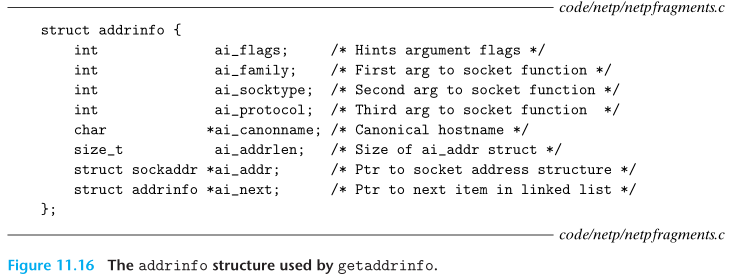 code/netp/netpfragments.c
struct addrinfo {
    int              ai_flags;     /* Hints argument flags */
    int              ai_family;    /* First arg to socket function */
    int              ai_socktype;  /* Second arg to socket function */
    int              ai_protocol;  /* Third arg to socket function  */
    char            *ai_canonname; /* Canonical hostname */
    size_t           ai_addrlen;   /* Size of ai_addr struct */
    struct sockaddr *ai_addr;      /* Ptr to socket address structure */
    struct addrinfo *ai_next;      /* Ptr to next item in linked list */
};
code/netp/netpfragments.c
Figure 11.16 The addrinfo structure used by getaddrinfo.